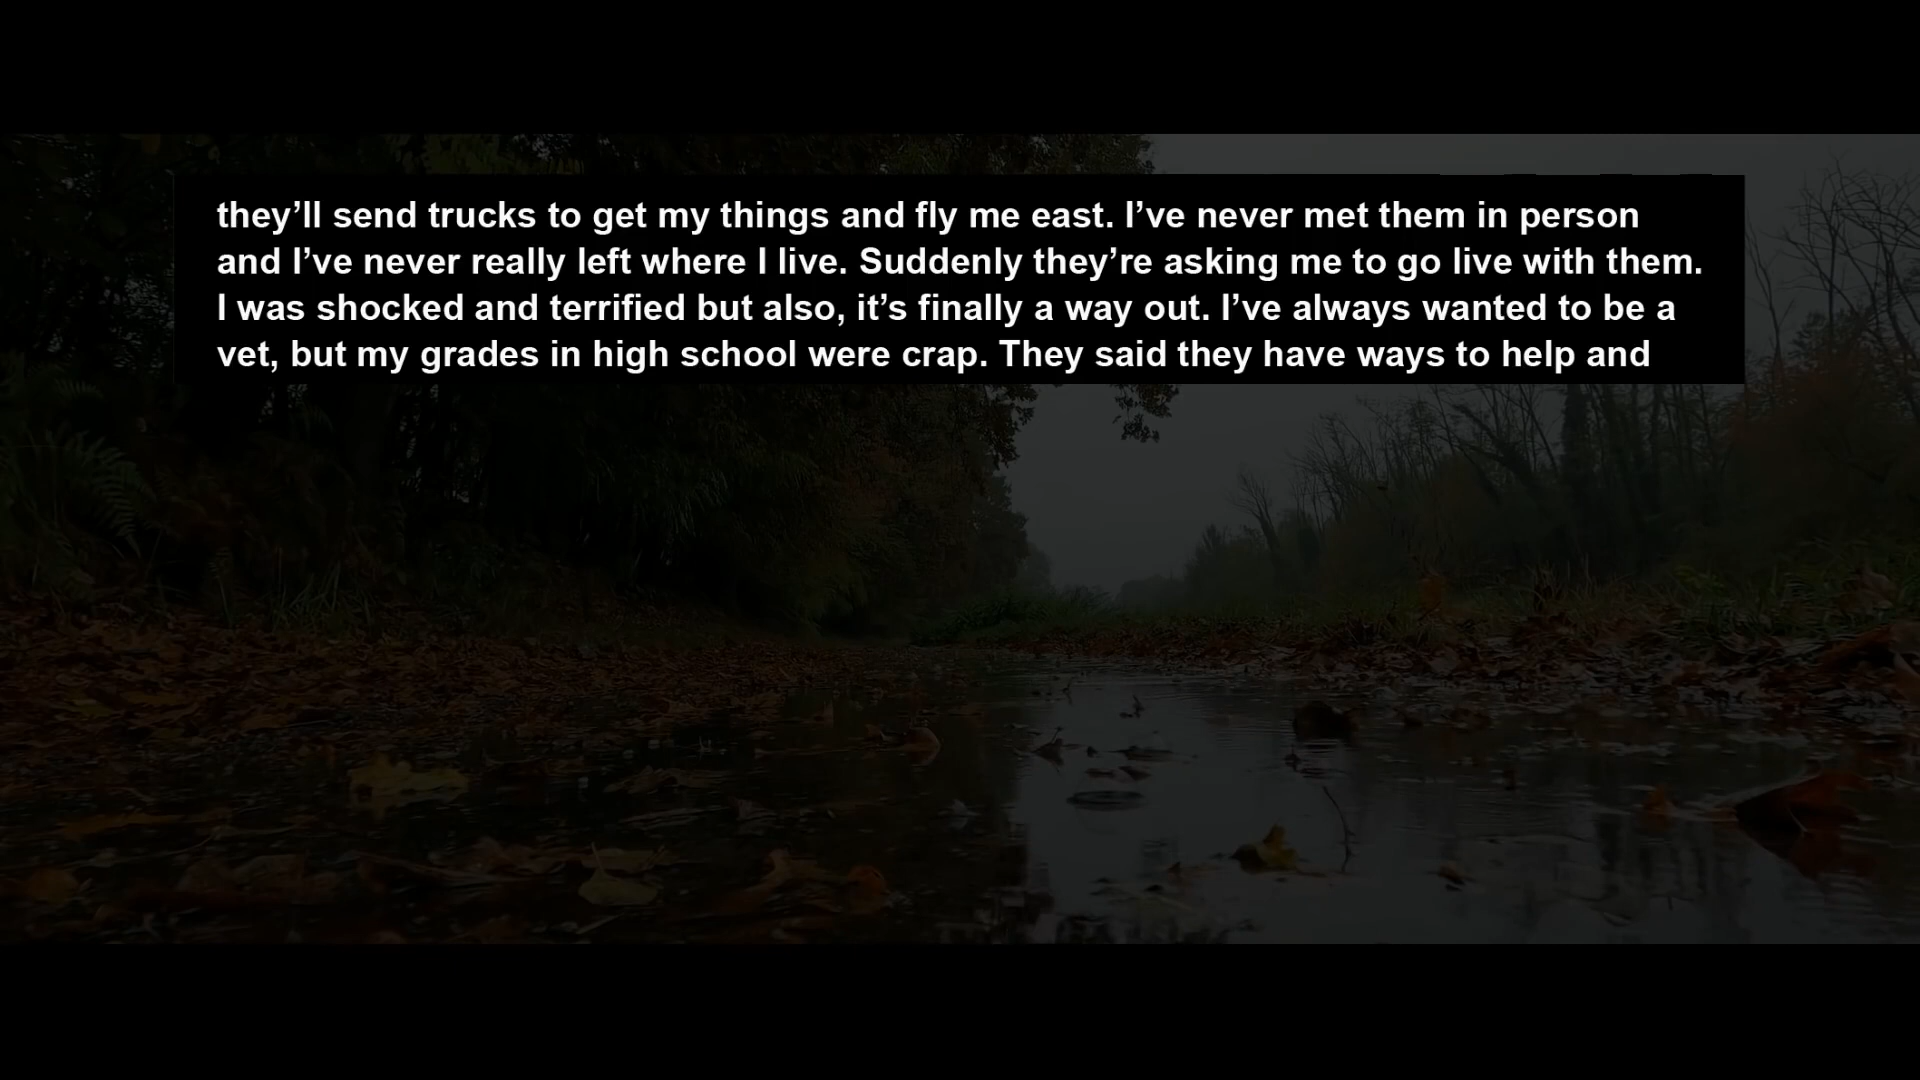 they’ll send trucks to get my things and fly me east. I’ve never met them in person
and I’ve never really left where I live. Suddenly they’re asking me to go live with them.
I was shocked and terrified but also, it’s finally a way out. I’ve always wanted to be a
vet, but my grades in high school were crap. They said they have ways to help and